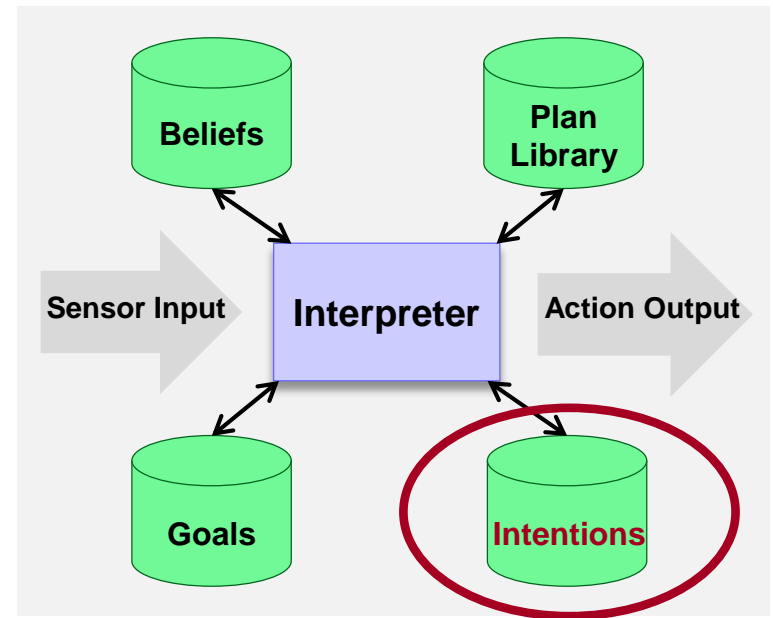 Beliefs
Plan
Library
Sensor Input
Interpreter
Action Output
Goals
Intentions